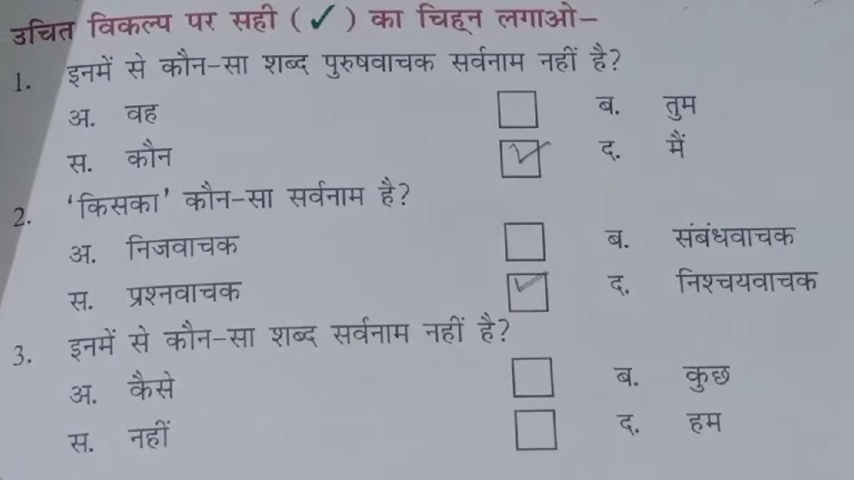 उचित विकल्प पर सही (✓) का चिह्न लगाओ–
1. इनमें से कौन-सा शब्द पुरुषवाचक सर्वनाम नहीं है?
अ. वह ब. तुम
स. कौन ✓ द. मैं
2. 'किसका' कौन-सा सर्वनाम है?
अ. निजवाचक ब. संबंधवाचक
स. प्रश्नवाचक ✓ द. निश्चयवाचक
3. इनमें से कौन-सा शब्द सर्वनाम नहीं है?
अ. कैसे ब. कुछ
स. नहीं द. हम